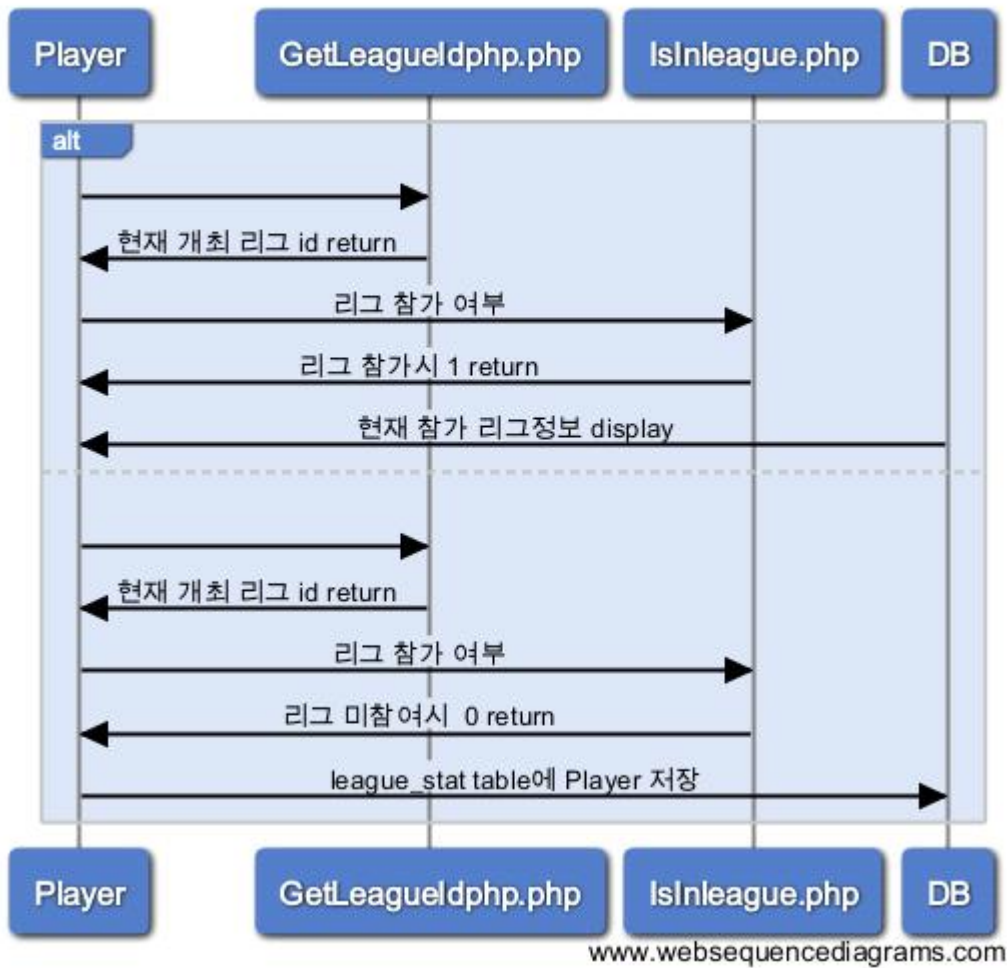 Player
GetLeagueIdphp.php
IsInleague.php
DB
alt
현재 개최 리그 id return
리그 참가 여부
리그 참가시 1 return
현재 참가 리그정보 display
현재 개최 리그 id return
리그 참가 여부
리그 미참여시 0 return
league_stat table에 Player 저장
Player
GetLeagueIdphp.php
IsInleague.php
DB
www.websequencediagrams.com